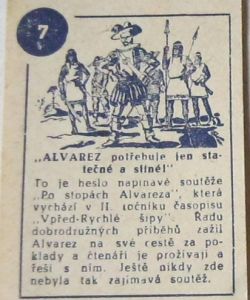 7
„ALVAREZ potřebuje jen sta-
tečné a silné!"
To je heslo napínavé soutěže
„Po stopách Alvareza", která
vychází v II. ročníku časopisu
„Vpřed-Rychlé šípy" Řadu
dobrodružných příběhů zažil
Alvarez na své cestě za po-
klady a čtenáři je prožívají a
řeší s ním. Ještě nikdy zde
nebyla tak zajímavá soutěž.